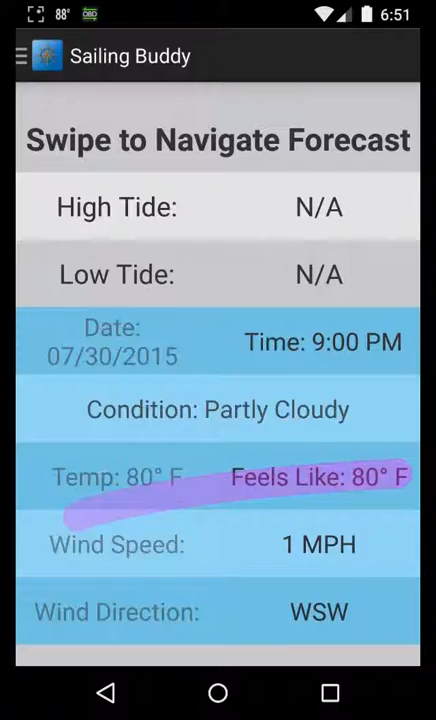 88° OBD 6:51
Sailing Buddy
Swipe to Navigate Forecast
High Tide: N/A
Low Tide: N/A
Date:
07/30/2015 Time: 9:00 PM
Condition: Partly Cloudy
Temp: 80° F Feels Like: 80° F
Wind Speed: 1 MPH
Wind Direction: WSW